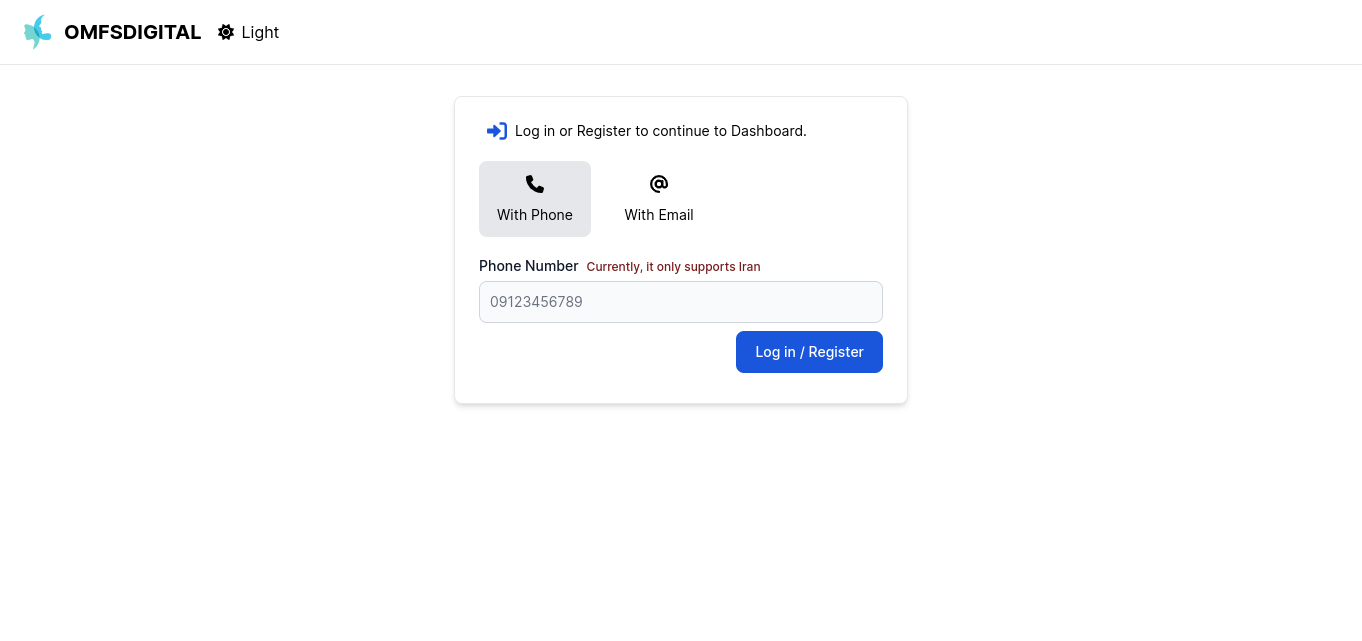 OMFSDIGITAL Light
Log in or Register to continue to Dashboard.
With Phone With Email
Phone Number Currently, it only supports Iran
09123456789
Log in / Register